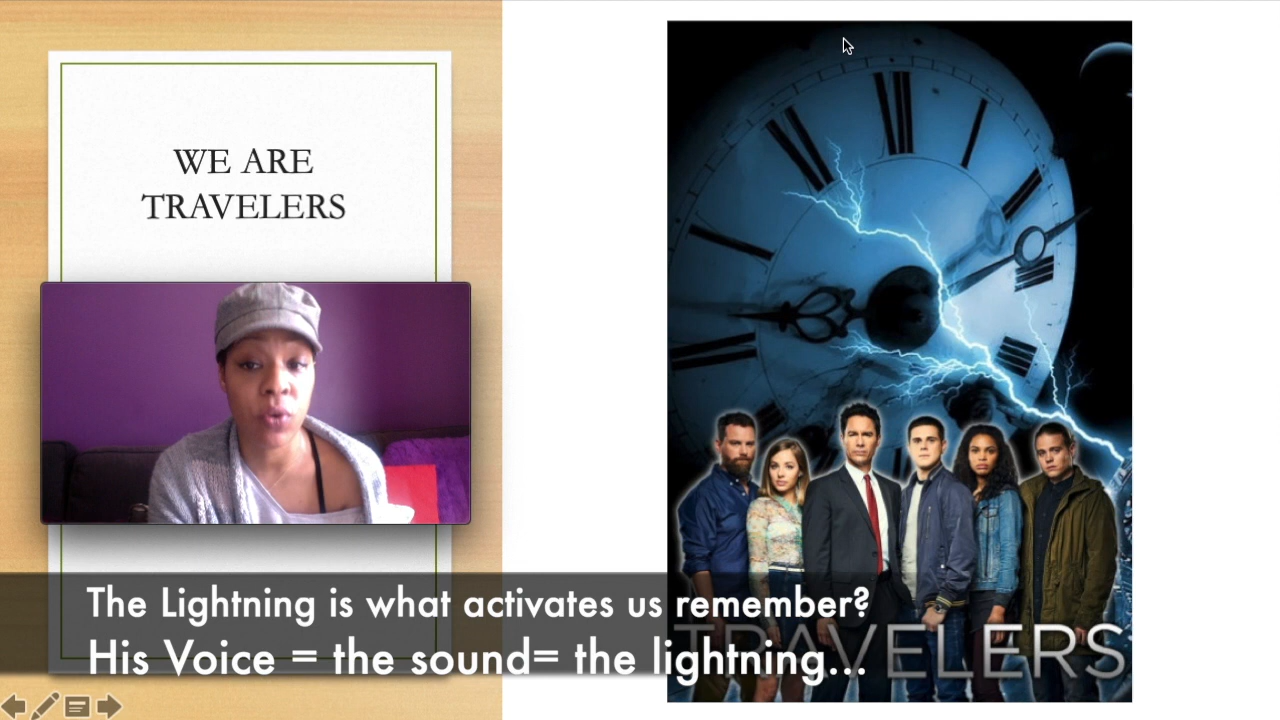 WE ARE
TRAVELERS
The Lightning is what activates us remember?
His Voice = the sound= the lightning...
TRAVELERS